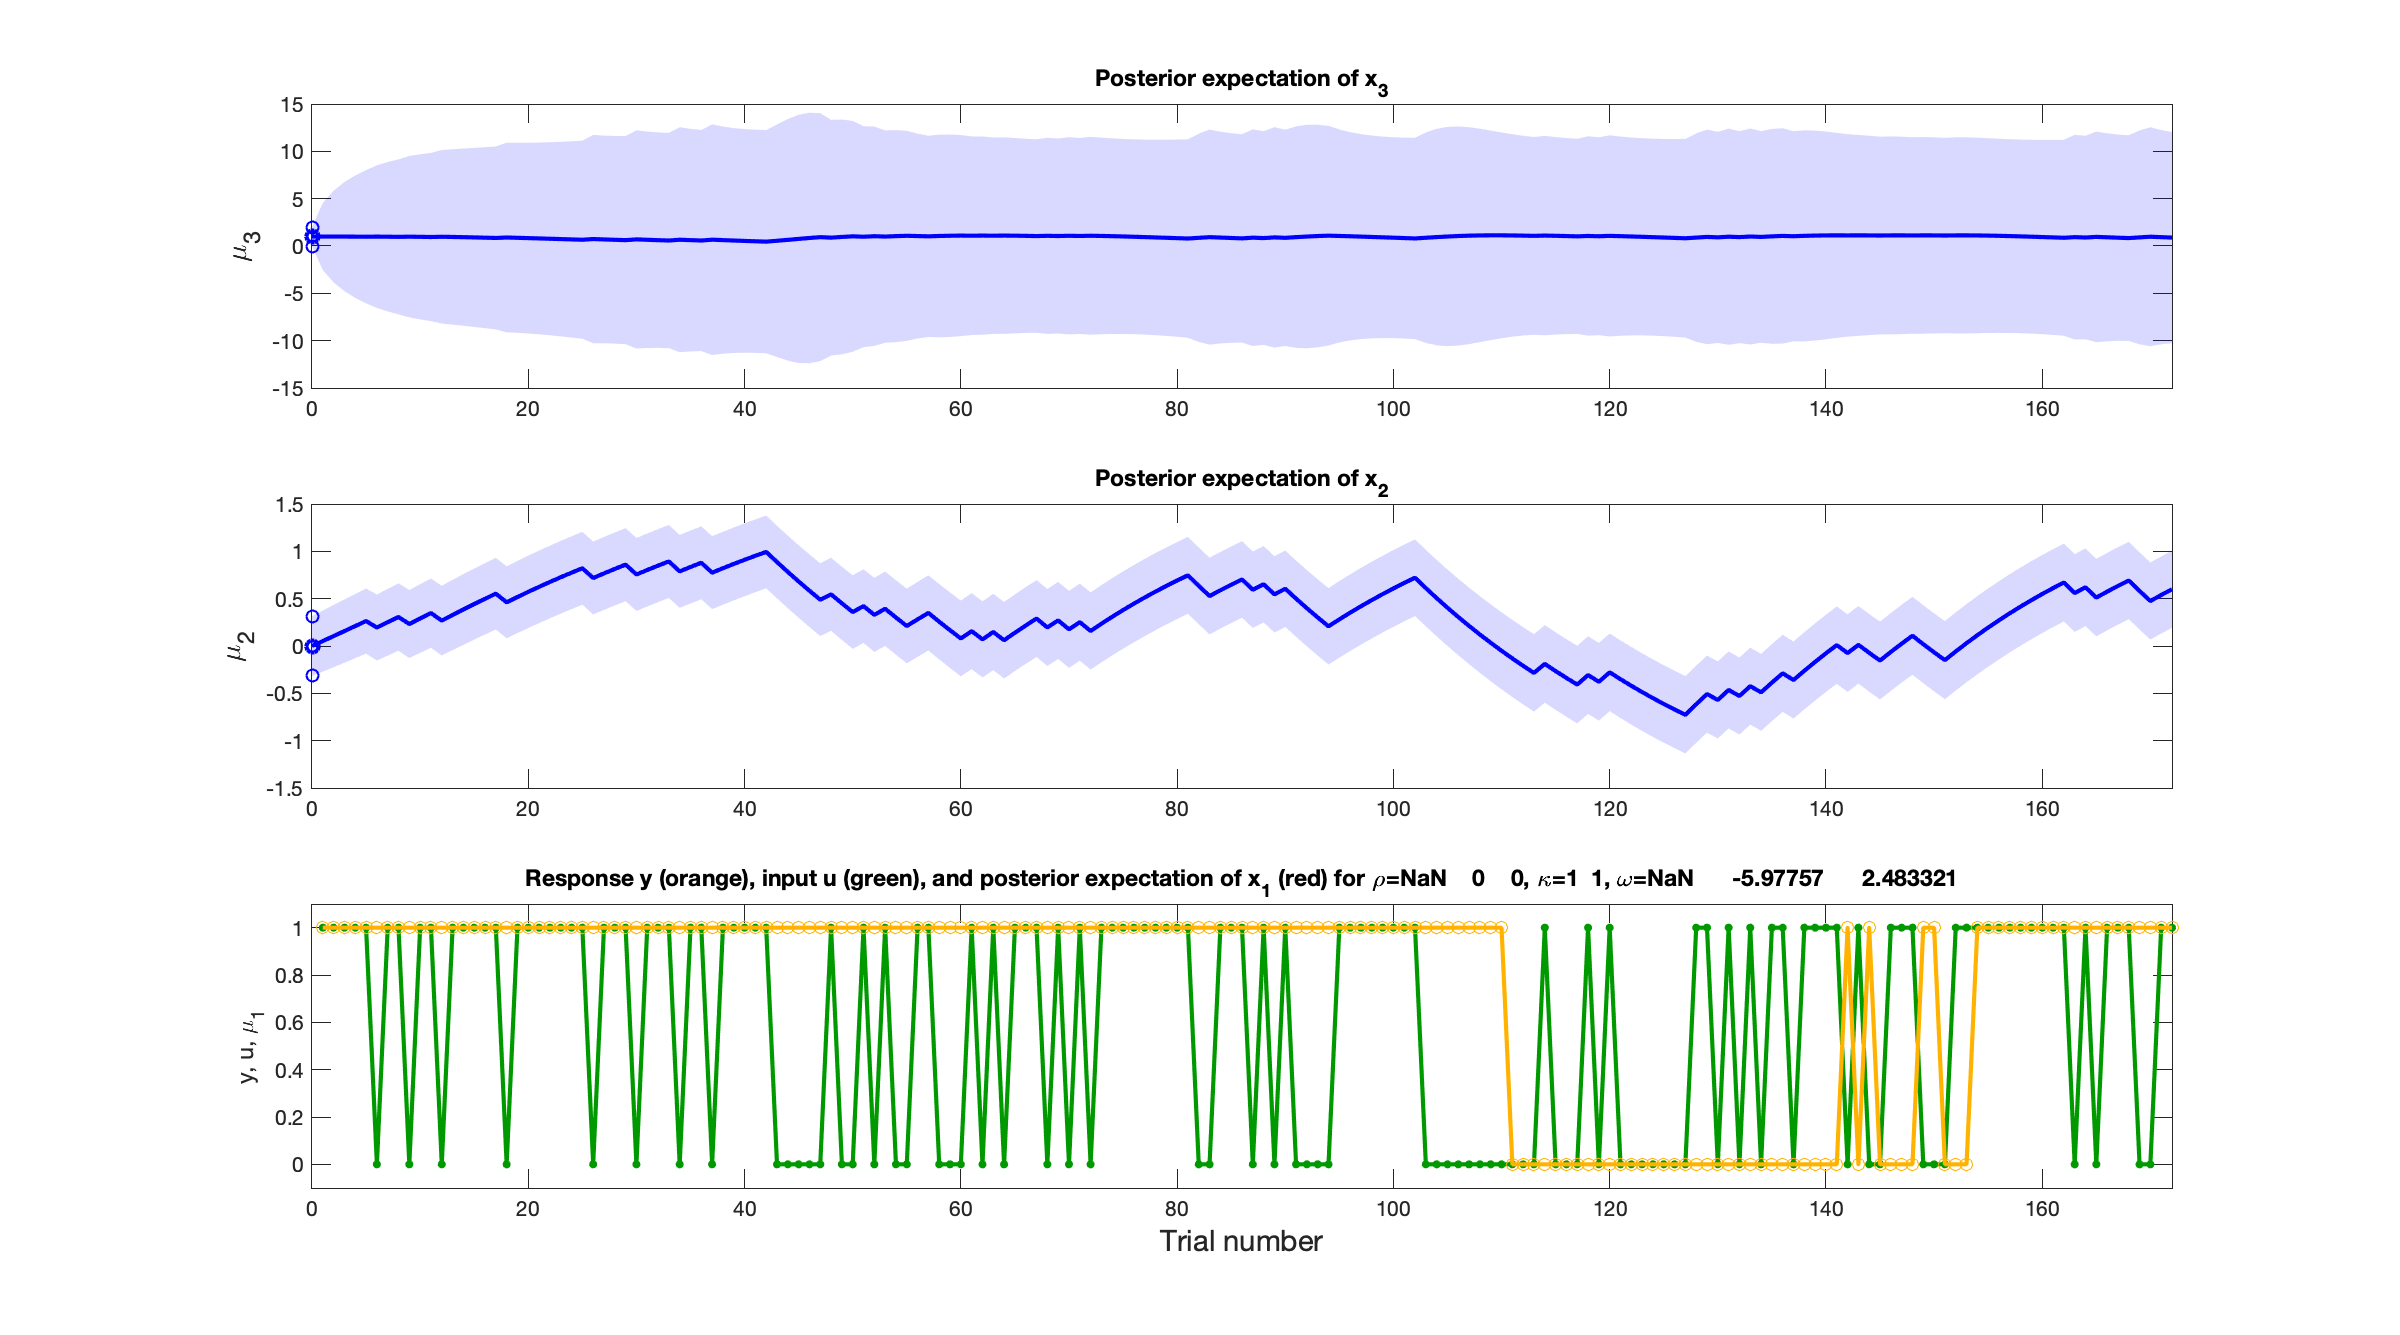 Posterior expectation of x3
15
10
5
0
-5
-10
-15
μ3
0 20 40 60 80 100 120 140 160
Posterior expectation of x2
1.5
1
0.5
0
-0.5
-1
-1.5
μ2
0 20 40 60 80 100 120 140 160
Response y (orange), input u (green), and posterior expectation of x1 (red) for ρ=NaN 0 0, κ=1 1, ω=NaN -5.97757 2.483321
1
0.8
0.6
0.4
0.2
0
y, u, μ1
0 20 40 60 80 100 120 140 160
Trial number